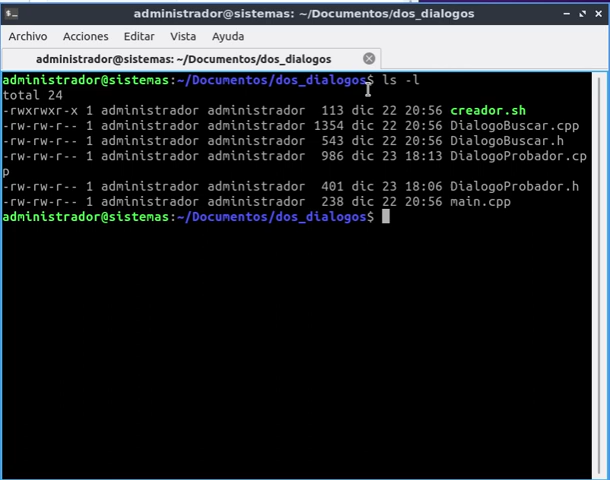 administrador@sistemas: ~/Documentos/dos_dialogos
Archivo Acciones Editar Vista Ayuda
administrador@sistemas: ~/Documentos/dos_dialogos
administrador@sistemas:~/Documentos/dos_dialogos$ ls -l
total 24
-rwxrwxr-x 1 administrador administrador  113 dic 22 20:56 creador.sh
-rw-rw-r-- 1 administrador administrador 1354 dic 22 20:56 DialogoBuscar.cpp
-rw-rw-r-- 1 administrador administrador  543 dic 22 20:56 DialogoBuscar.h
-rw-rw-r-- 1 administrador administrador  986 dic 23 18:13 DialogoProbador.cp
p
-rw-rw-r-- 1 administrador administrador  401 dic 23 18:06 DialogoProbador.h
-rw-rw-r-- 1 administrador administrador  238 dic 22 20:56 main.cpp
administrador@sistemas:~/Documentos/dos_dialogos$